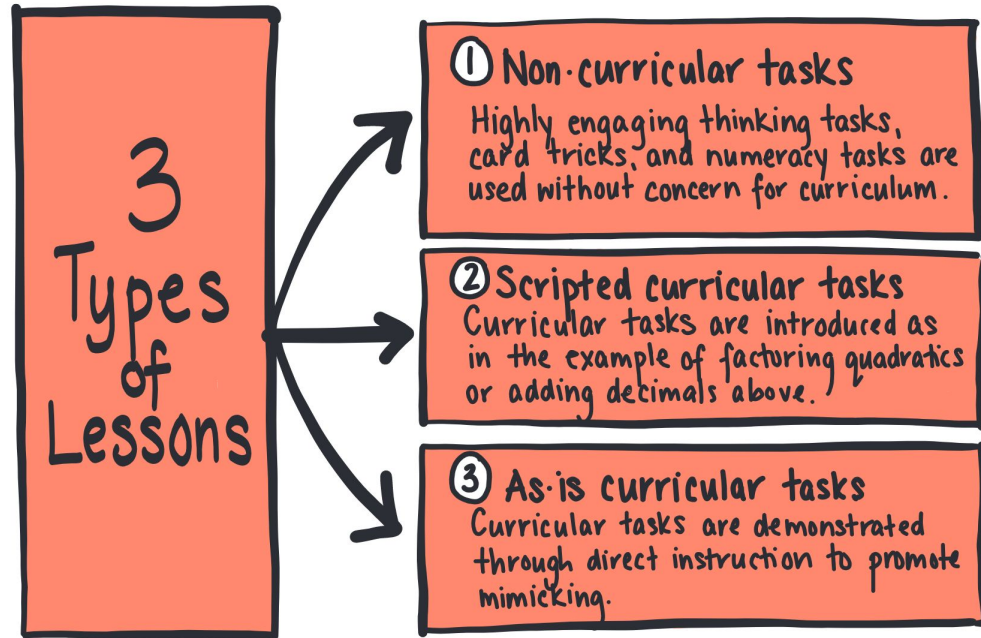 3
Types
of
Lessons
1 Non-curricular tasks
Highly engaging thinking tasks,
card tricks, and numeracy tasks are
used without concern for curriculum.
2 Scripted curricular tasks
Curricular tasks are introduced as
in the example of factoring quadratics
or adding decimals above.
3 As-is curricular tasks
Curricular tasks are demonstrated
through direct instruction to promote
mimicking.